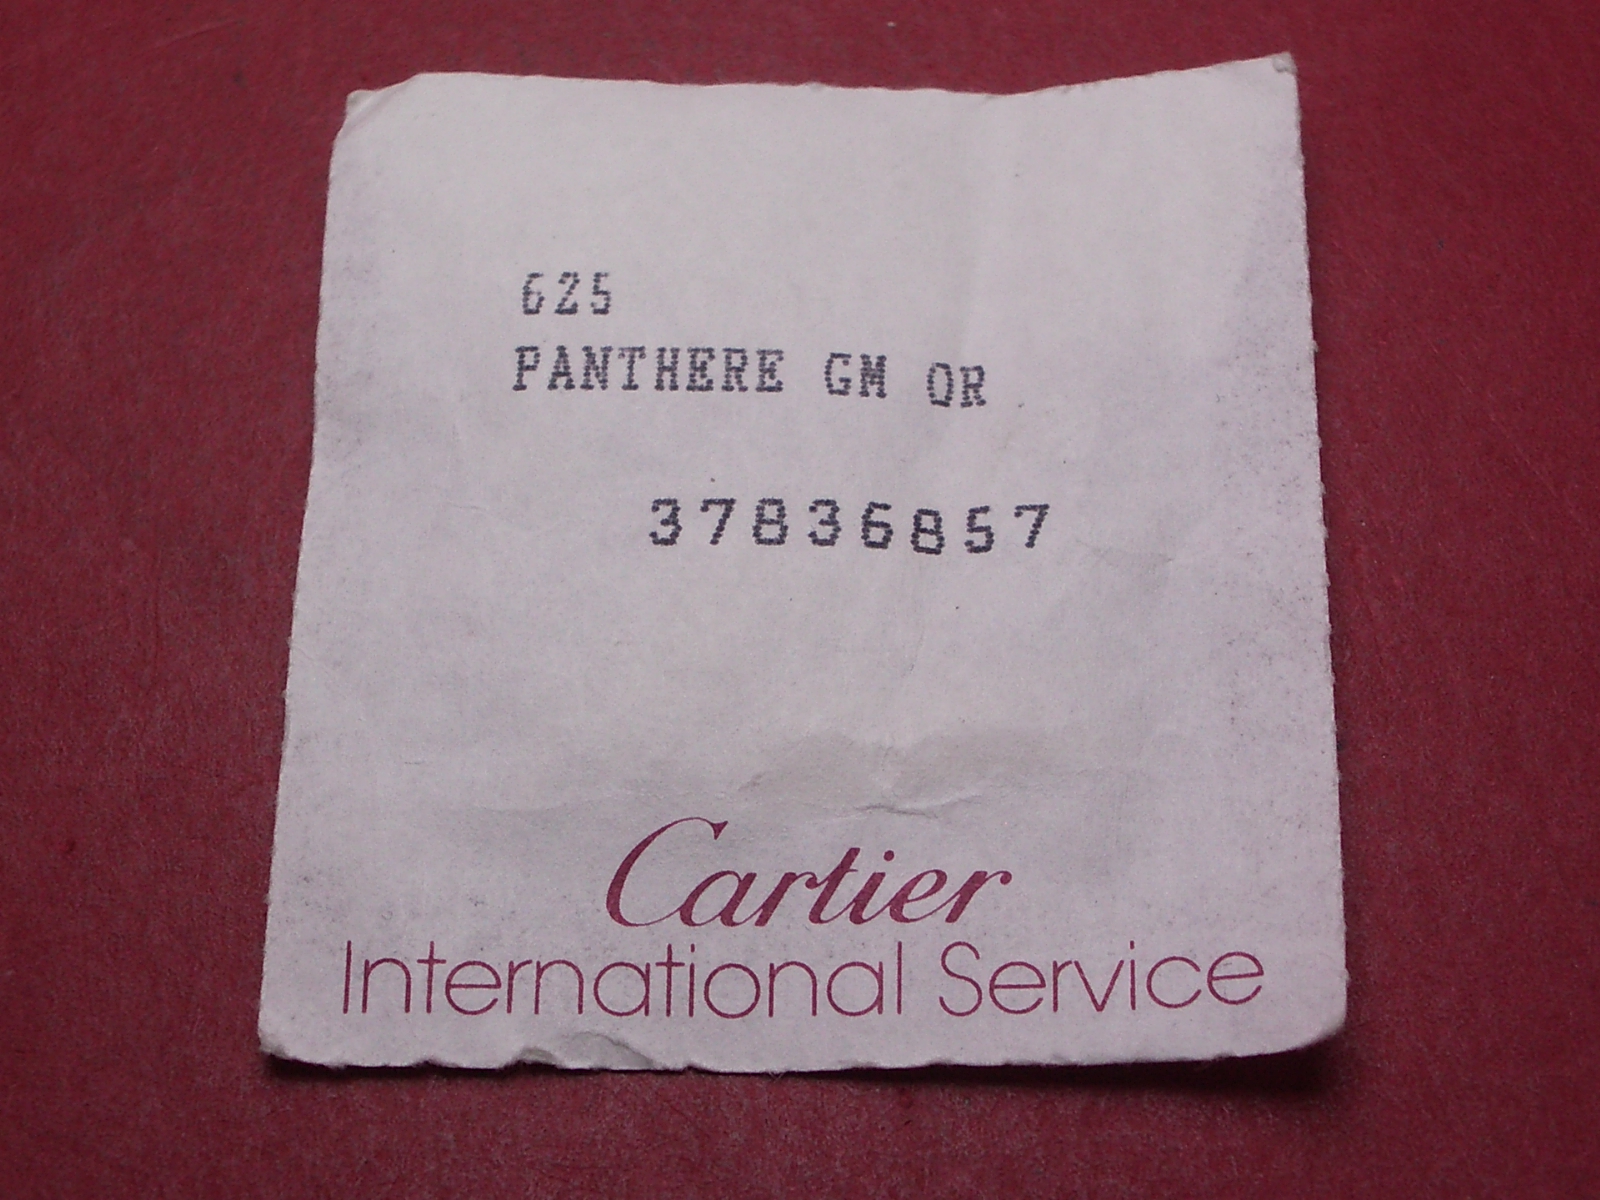 625
PANTHERE GM OR
37836857
Cartier
International Service